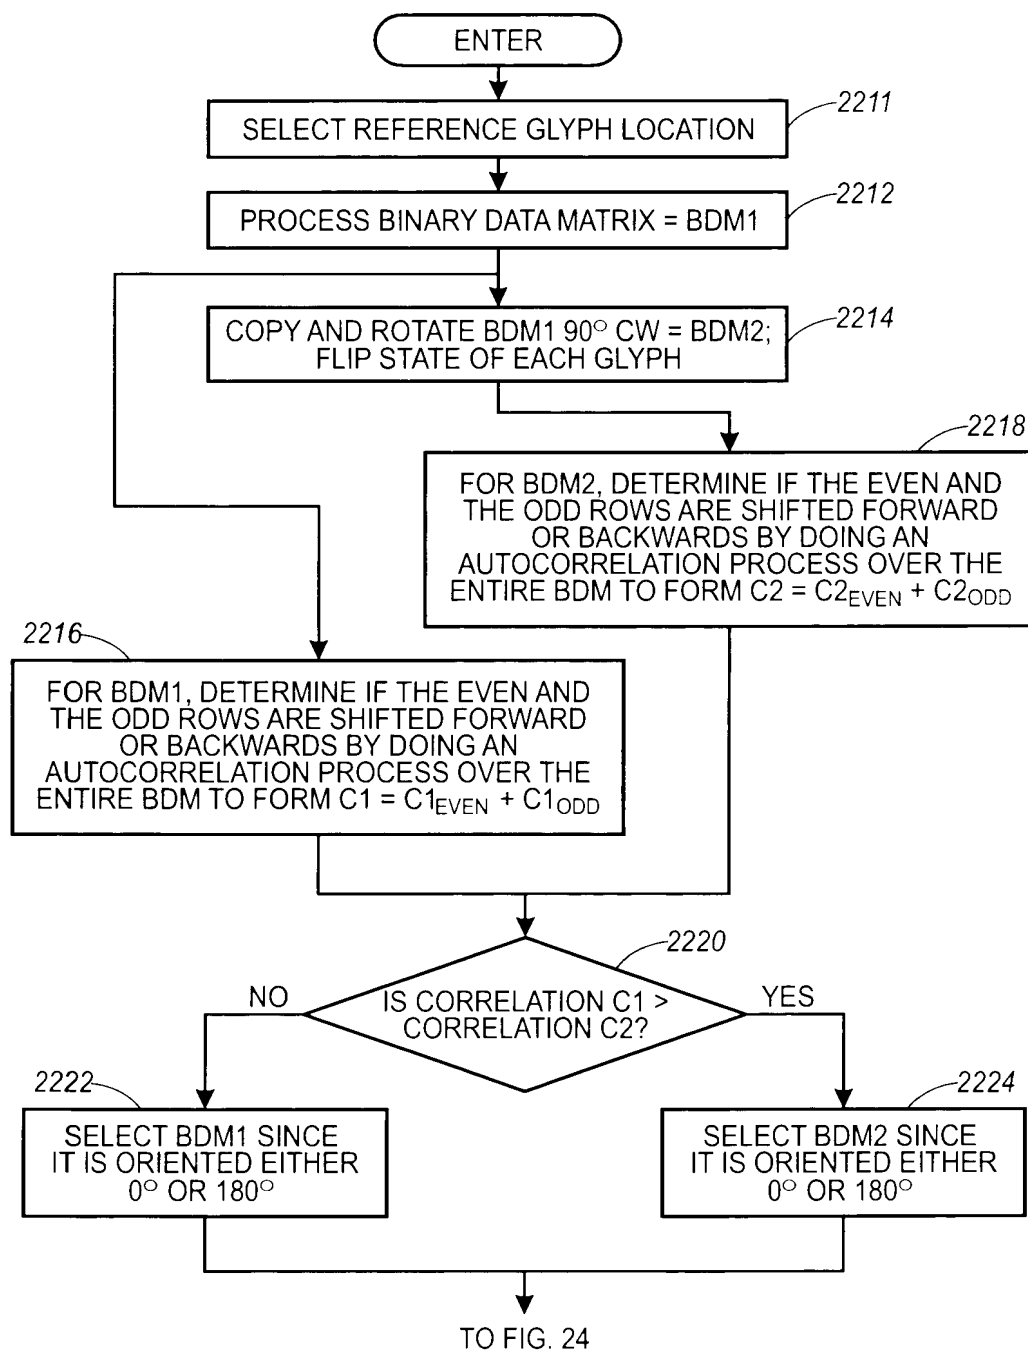 ENTER
2211
SELECT REFERENCE GLYPH LOCATION
2212
PROCESS BINARY DATA MATRIX = BDM1
2214
COPY AND ROTATE BDM1 90° CW = BDM2;
FLIP STATE OF EACH GLYPH
2218
FOR BDM2, DETERMINE IF THE EVEN AND
THE ODD ROWS ARE SHIFTED FORWARD
OR BACKWARDS BY DOING AN
AUTOCORRELATION PROCESS OVER THE
ENTIRE BDM TO FORM C2 = C2EVEN + C2ODD
2216
FOR BDM1, DETERMINE IF THE EVEN AND
THE ODD ROWS ARE SHIFTED FORWARD
OR BACKWARDS BY DOING AN
AUTOCORRELATION PROCESS OVER THE
ENTIRE BDM TO FORM C1 = C1EVEN + C1ODD
2220
IS CORRELATION C1 >
CORRELATION C2?
NO
YES
2222
SELECT BDM1 SINCE
IT IS ORIENTED EITHER
0° OR 180°
2224
SELECT BDM2 SINCE
IT IS ORIENTED EITHER
0° OR 180°
TO FIG. 24